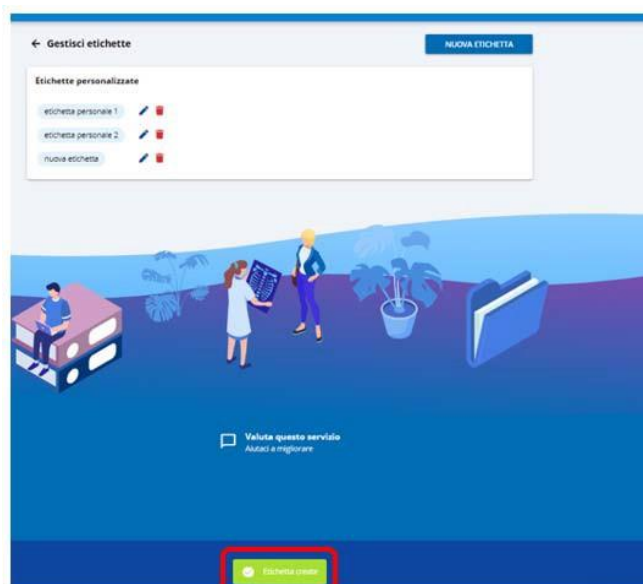 ← Gestisci etichette
NUOVA ETICHETTA
Etichette personalizzate
etichetta personale 1
etichetta personale 2
nuova etichetta
Valuta questo servizio
Aiutaci a migliorare
Etichetta creata